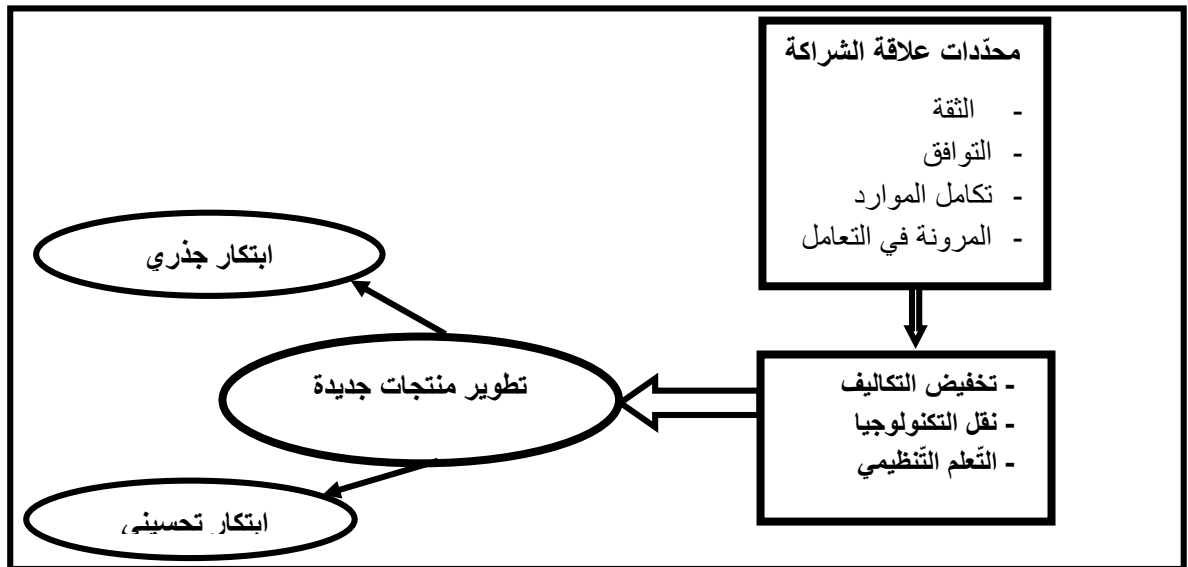 محدّدات علاقة الشراكة
- الثقة
- التوافق
- تكامل الموارد
- المرونة في التعامل
ابتكار جذري
تطوير منتجات جديدة
- تخفيض التكاليف
- نقل التكنولوجيا
- التّعلم التّنظيمي
ابتكار تحسيني